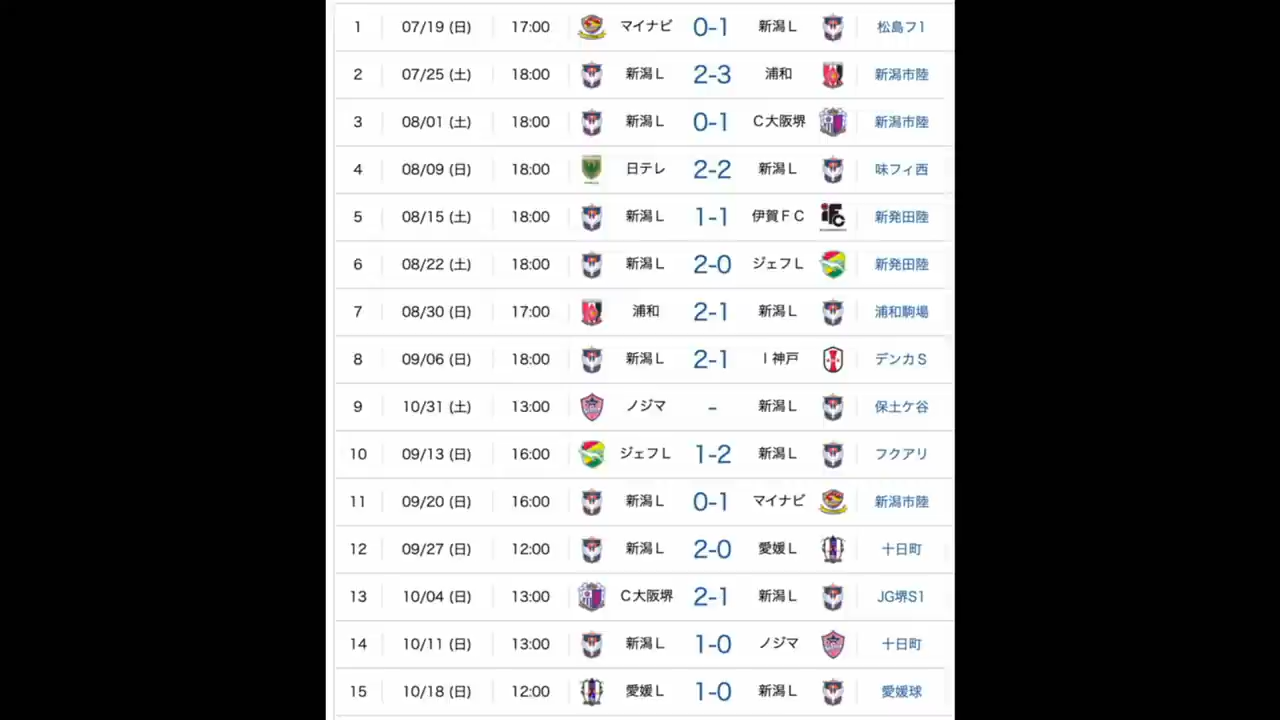 1 07/19 (日) 17:00 マイナビ 0-1 新潟Ｌ 松島フ1
2 07/25 (土) 18:00 新潟Ｌ 2-3 浦和 新潟市陸
3 08/01 (土) 18:00 新潟Ｌ 0-1 Ｃ大阪堺 新潟市陸
4 08/09 (日) 18:00 日テレ 2-2 新潟Ｌ 味フィ西
5 08/15 (土) 18:00 新潟Ｌ 1-1 伊賀ＦＣ 新発田陸
6 08/22 (土) 18:00 新潟Ｌ 2-0 ジェフＬ 新発田陸
7 08/30 (日) 17:00 浦和 2-1 新潟Ｌ 浦和駒場
8 09/06 (日) 18:00 新潟Ｌ 2-1 Ｉ神戸 デンカＳ
9 10/31 (土) 13:00 ノジマ - 新潟Ｌ 保土ケ谷
10 09/13 (日) 16:00 ジェフＬ 1-2 新潟Ｌ フクアリ
11 09/20 (日) 16:00 新潟Ｌ 0-1 マイナビ 新潟市陸
12 09/27 (日) 12:00 新潟Ｌ 2-0 愛媛Ｌ 十日町
13 10/04 (日) 13:00 Ｃ大阪堺 2-1 新潟Ｌ JG堺S1
14 10/11 (日) 13:00 新潟Ｌ 1-0 ノジマ 十日町
15 10/18 (日) 12:00 愛媛Ｌ 1-0 新潟Ｌ 愛媛球